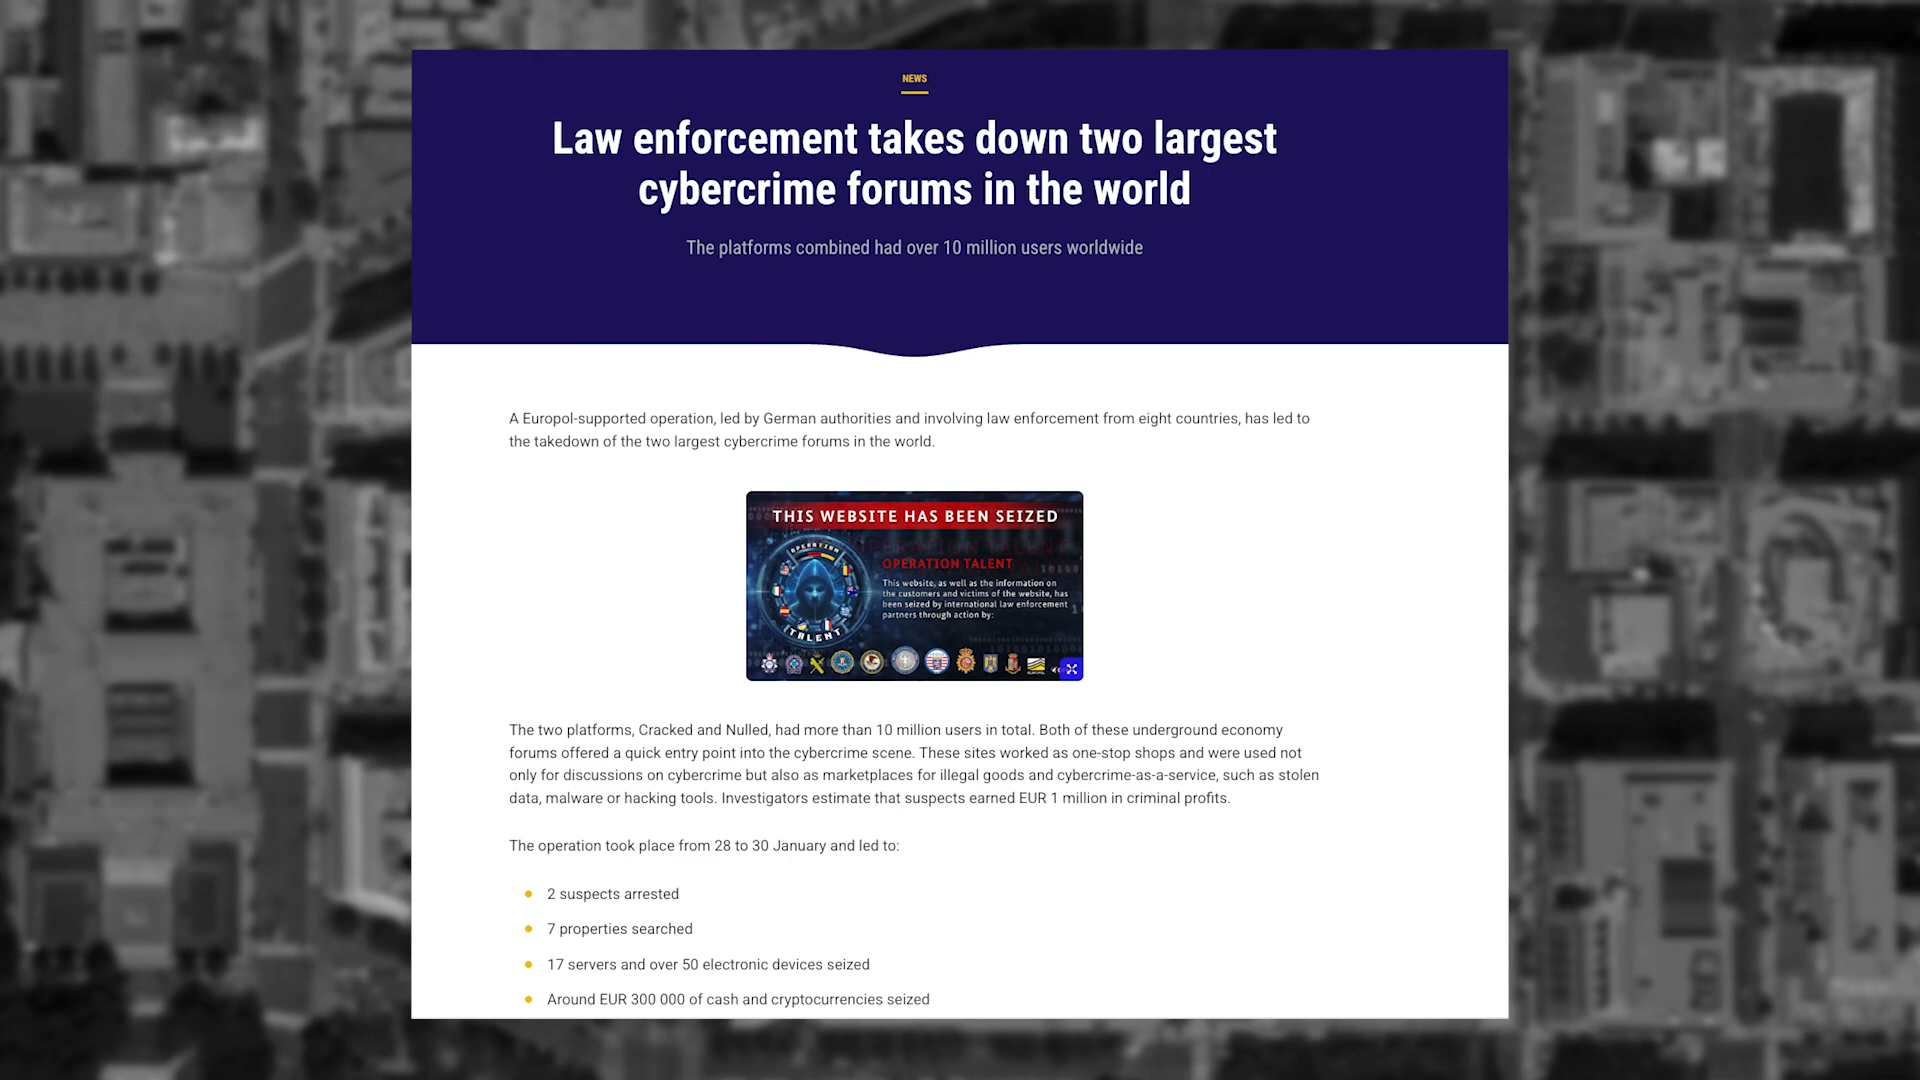 NEWS
Law enforcement takes down two largest
cybercrime forums in the world
The platforms combined had over 10 million users worldwide
A Europol-supported operation, led by German authorities and involving law enforcement from eight countries, has led to
the takedown of the two largest cybercrime forums in the world.
THIS WEBSITE HAS BEEN SEIZED
OPERATION
TALENT
OPERATION TALENT
This website, as well as the information on
the customers and victims of the website, has
been seized by international law enforcement
partners through action by:
The two platforms, Cracked and Nulled, had more than 10 million users in total. Both of these underground economy
forums offered a quick entry point into the cybercrime scene. These sites worked as one-stop shops and were used not
only for discussions on cybercrime but also as marketplaces for illegal goods and cybercrime-as-a-service, such as stolen
data, malware or hacking tools. Investigators estimate that suspects earned EUR 1 million in criminal profits.
The operation took place from 28 to 30 January and led to:
2 suspects arrested
7 properties searched
17 servers and over 50 electronic devices seized
Around EUR 300 000 of cash and cryptocurrencies seized